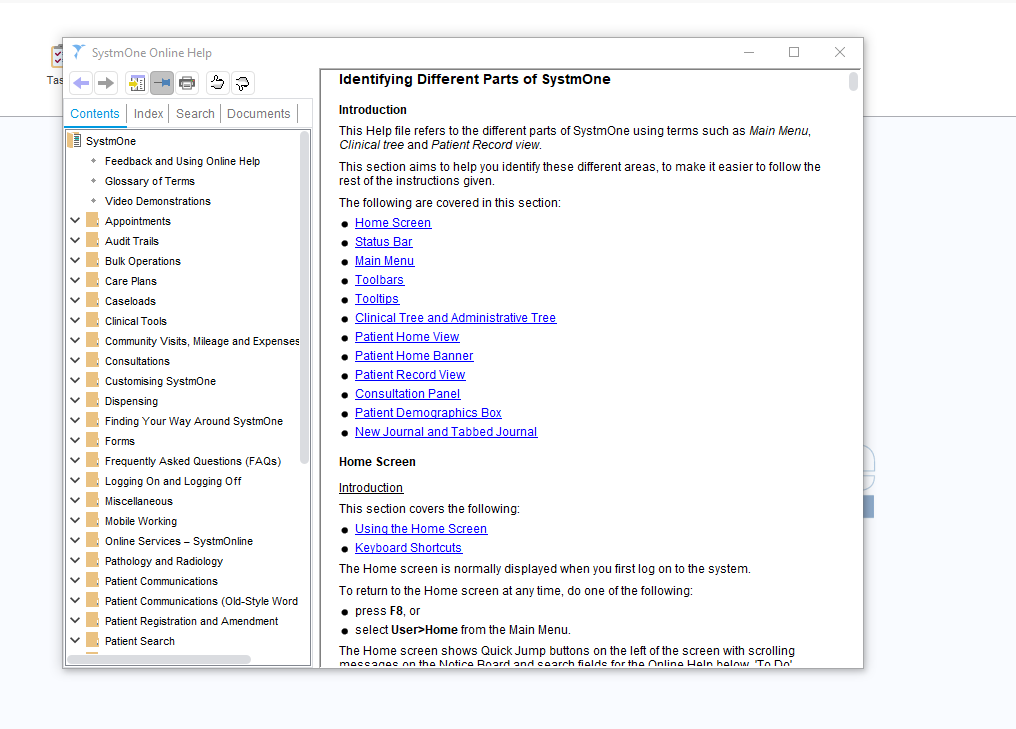 SystmOne Online Help
Tas
Contents
Index
Search
Documents
SystmOne
Feedback and Using Online Help
Glossary of Terms
Video Demonstrations
Appointments
Audit Trails
Bulk Operations
Care Plans
Caseloads
Clinical Tools
Community Visits, Mileage and Expenses
Consultations
Customising SystmOne
Dispensing
Finding Your Way Around SystmOne
Forms
Frequently Asked Questions (FAQs)
Logging On and Logging Off
Miscellaneous
Mobile Working
Online Services – SystmOnline
Pathology and Radiology
Patient Communications
Patient Communications (Old-Style Word
Patient Registration and Amendment
Patient Search
Identifying Different Parts of SystmOne
Introduction
This Help file refers to the different parts of SystmOne using terms such as Main Menu,
Clinical tree and Patient Record view.
This section aims to help you identify these different areas, to make it easier to follow the
rest of the instructions given.
The following are covered in this section:
● Home Screen
● Status Bar
● Main Menu
● Toolbars
● Tooltips
● Clinical Tree and Administrative Tree
● Patient Home View
● Patient Home Banner
● Patient Record View
● Consultation Panel
● Patient Demographics Box
● New Journal and Tabbed Journal
Home Screen
Introduction
This section covers the following:
● Using the Home Screen
● Keyboard Shortcuts
The Home screen is normally displayed when you first log on to the system.
To return to the Home screen at any time, do one of the following:
● press F8, or
● select User>Home from the Main Menu.
The Home screen shows Quick Jump buttons on the left of the screen with scrolling
messages on the Notice Board and search fields for the Online Help below. 'To Do'